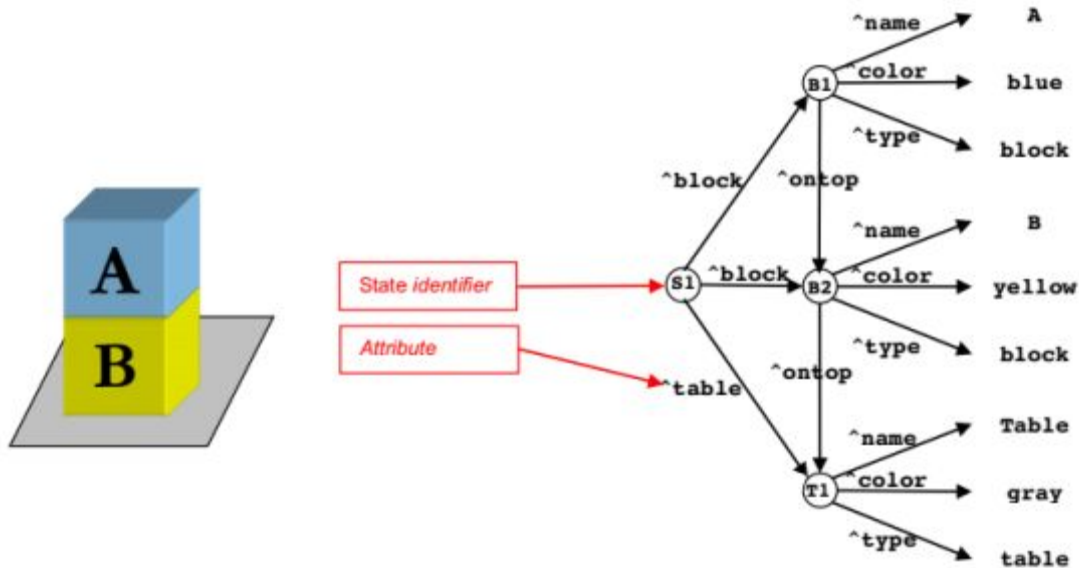 A
B
State identifier
Attribute
S1
^block
^block
^table
B1
^name
A
^color
blue
^type
block
^ontop
B2
^name
B
^color
yellow
^type
block
^ontop
T1
^name
Table
^color
gray
^type
table